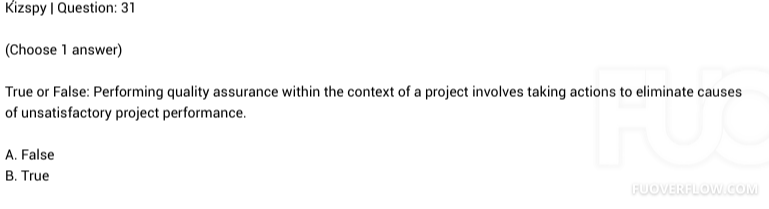 Kizspy | Question: 31
(Choose 1 answer)
True or False: Performing quality assurance within the context of a project involves taking actions to eliminate causes
of unsatisfactory project performance.
A. False
B. True
FUO
FUOVERFLOW.COM